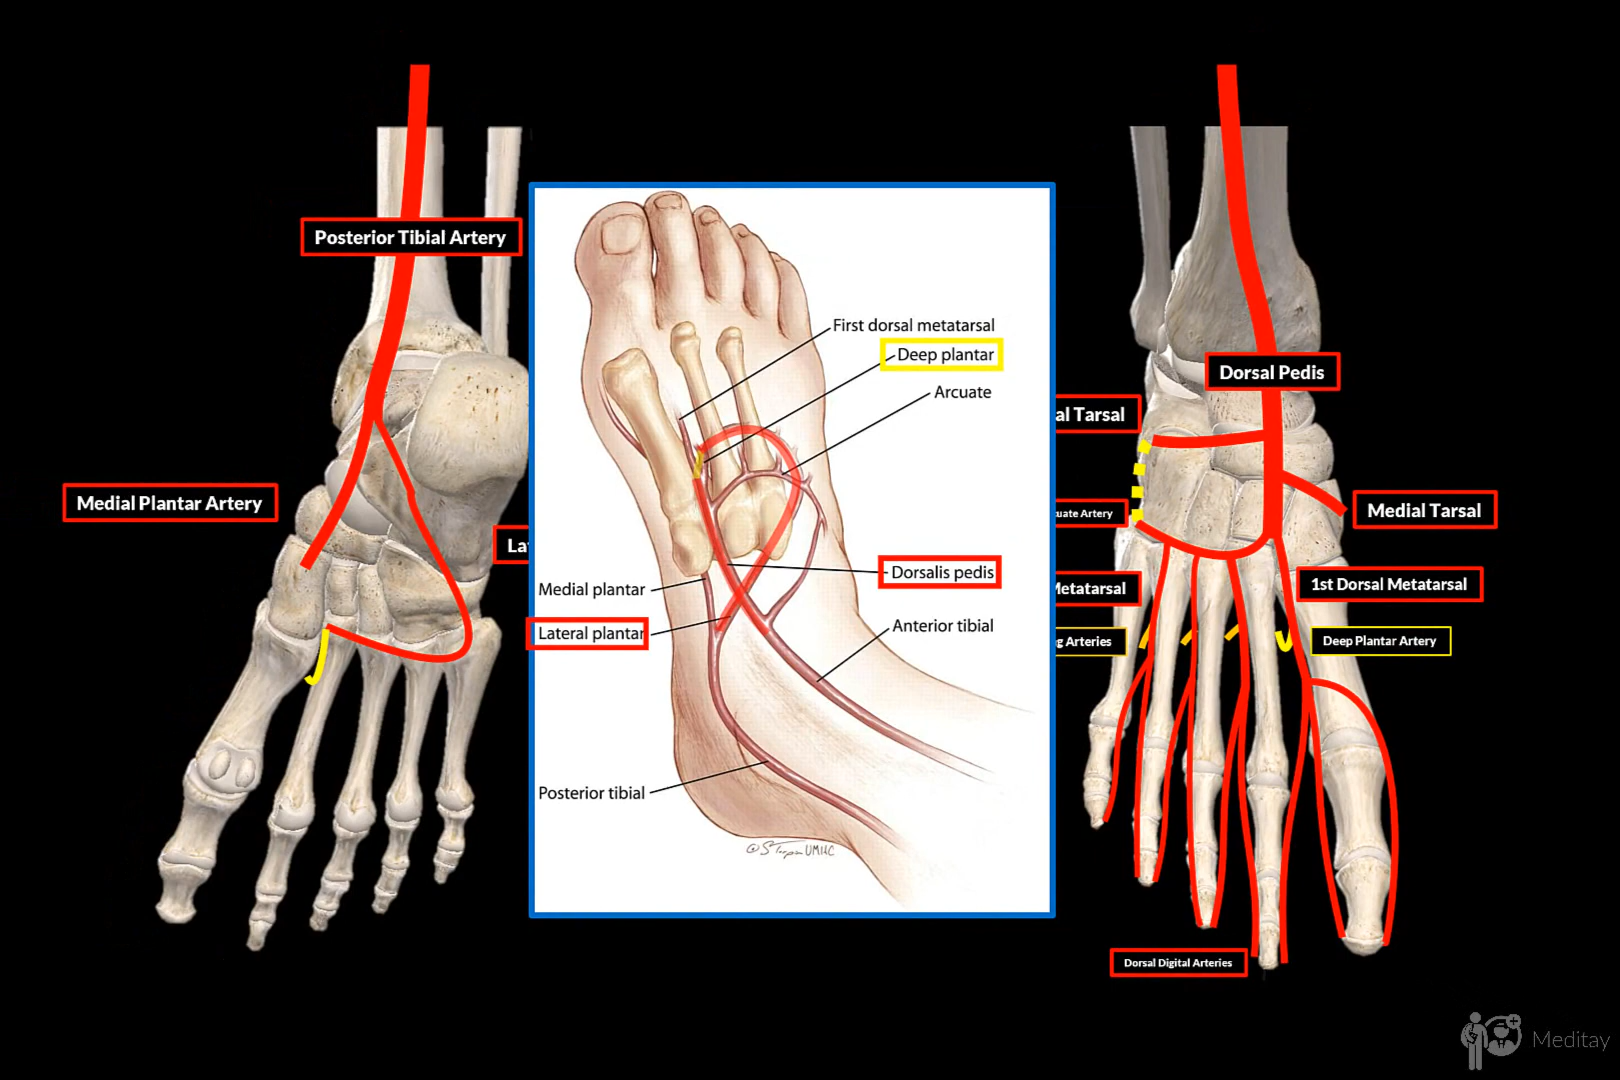 Posterior Tibial Artery
Medial Plantar Artery
La
First dorsal metatarsal
Deep plantar
Arcuate
Dorsalis pedis
Medial plantar
Lateral plantar
Anterior tibial
Posterior tibial
UMHC
Dorsal Pedis
al Tarsal
Medial Tarsal
uate Artery
Metatarsal
1st Dorsal Metatarsal
g Arteries
Deep Plantar Artery
Dorsal Digital Arteries
Meditay